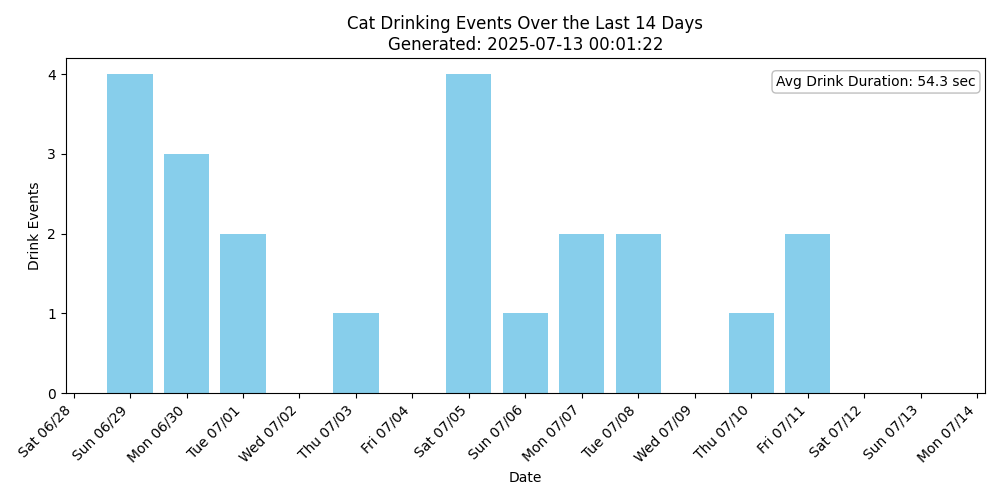 Cat Drinking Events Over the Last 14 Days
Generated: 2025-07-13 00:01:22
Avg Drink Duration: 54.3 sec
Drink Events
4
3
2
1
0
Sat 06/28
Sun 06/29
Mon 06/30
Tue 07/01
Wed 07/02
Thu 07/03
Fri 07/04
Sat 07/05
Sun 07/06
Mon 07/07
Tue 07/08
Wed 07/09
Thu 07/10
Fri 07/11
Sat 07/12
Sun 07/13
Mon 07/14
Date